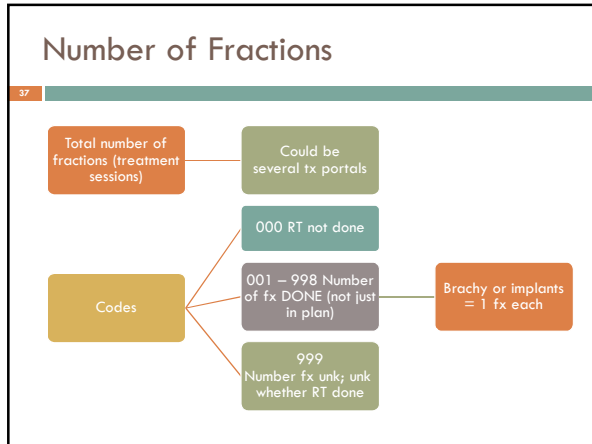 Number of Fractions
37
Total number of
fractions (treatment
sessions)
Could be
several tx portals
Codes
000 RT not done
001 – 998 Number
of fx DONE (not just
in plan)
Brachy or implants
= 1 fx each
999
Number fx unk; unk
whether RT done